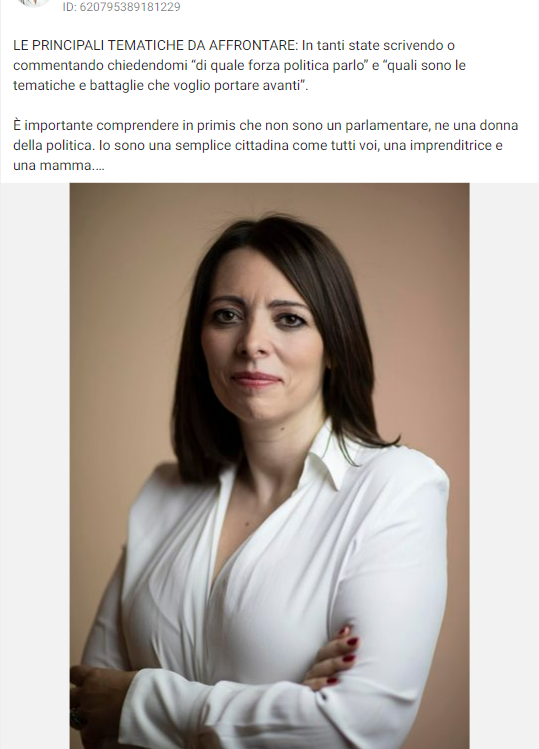 ID: 620795389181229
LE PRINCIPALI TEMATICHE DA AFFRONTARE: In tanti state scrivendo o
commentando chiedendomi “di quale forza politica parlo” e “quali sono le
tematiche e battaglie che voglio portare avanti”.
È importante comprendere in primis che non sono un parlamentare, ne una donna
della politica. Io sono una semplice cittadina come tutti voi, una imprenditrice e
una mamma....